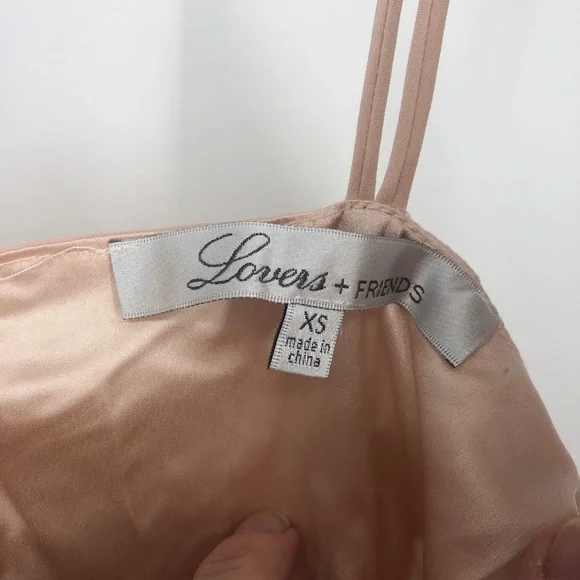 Lovers + FRIENDS
XS
made in
china